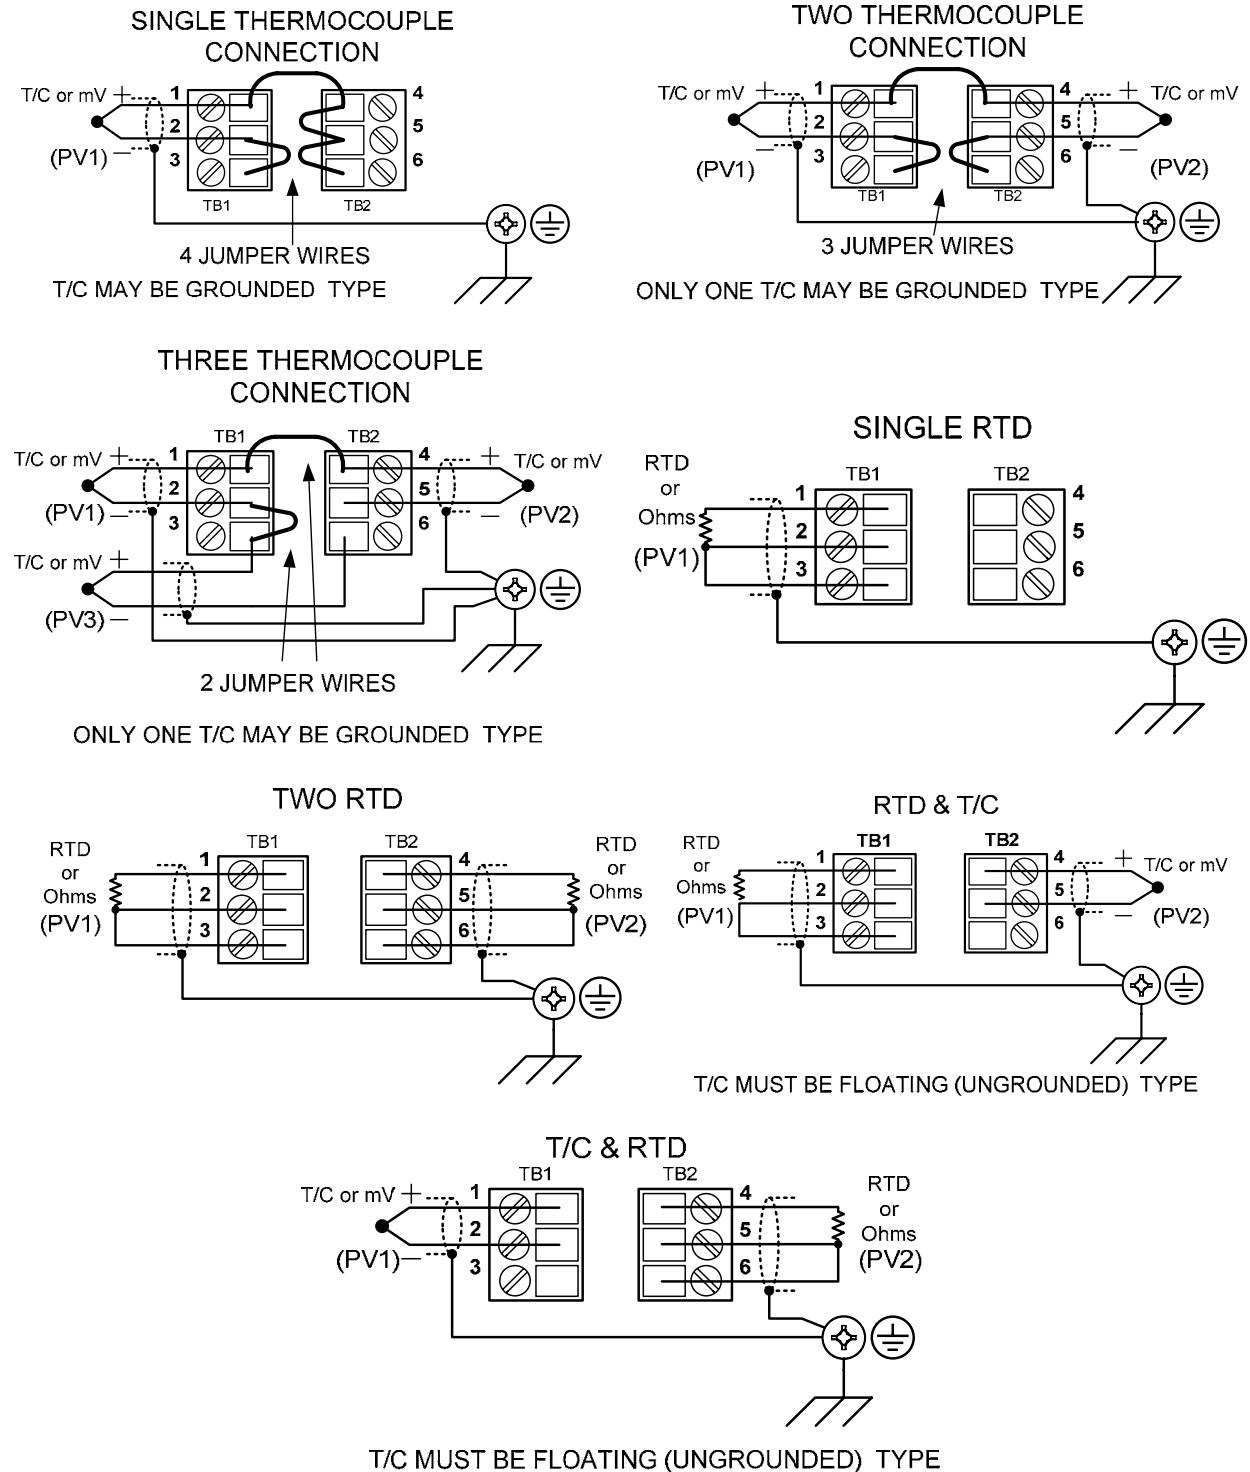 SINGLE THERMOCOUPLE
CONNECTION
T/C or mV +
1
2
3
(PV1) –
4
5
6
TB1
TB2
4 JUMPER WIRES
T/C MAY BE GROUNDED TYPE
TWO THERMOCOUPLE
CONNECTION
T/C or mV +
1
2
3
–
(PV1)
4
5
6
+ T/C or mV
–
(PV2)
TB1
TB2
3 JUMPER WIRES
ONLY ONE T/C MAY BE GROUNDED TYPE
THREE THERMOCOUPLE
CONNECTION
TB1
TB2
T/C or mV +
1
2
3
(PV1) –
4
5
6
+ T/C or mV
– (PV2)
T/C or mV +
(PV3) –
2 JUMPER WIRES
ONLY ONE T/C MAY BE GROUNDED TYPE
SINGLE RTD
RTD
or
Ohms
(PV1)
TB1
TB2
1
2
3
4
5
6
TWO RTD
RTD
or
Ohms
(PV1)
TB1
TB2
1
2
3
4
5
6
RTD
or
Ohms
(PV2)
RTD & T/C
RTD
or
Ohms
(PV1)
TB1
TB2
1
2
3
4
5
6
+ T/C or mV
– (PV2)
T/C MUST BE FLOATING (UNGROUNDED) TYPE
T/C & RTD
TB1
TB2
T/C or mV +
(PV1) –
1
2
3
4
5
6
RTD
or
Ohms
(PV2)
T/C MUST BE FLOATING (UNGROUNDED) TYPE